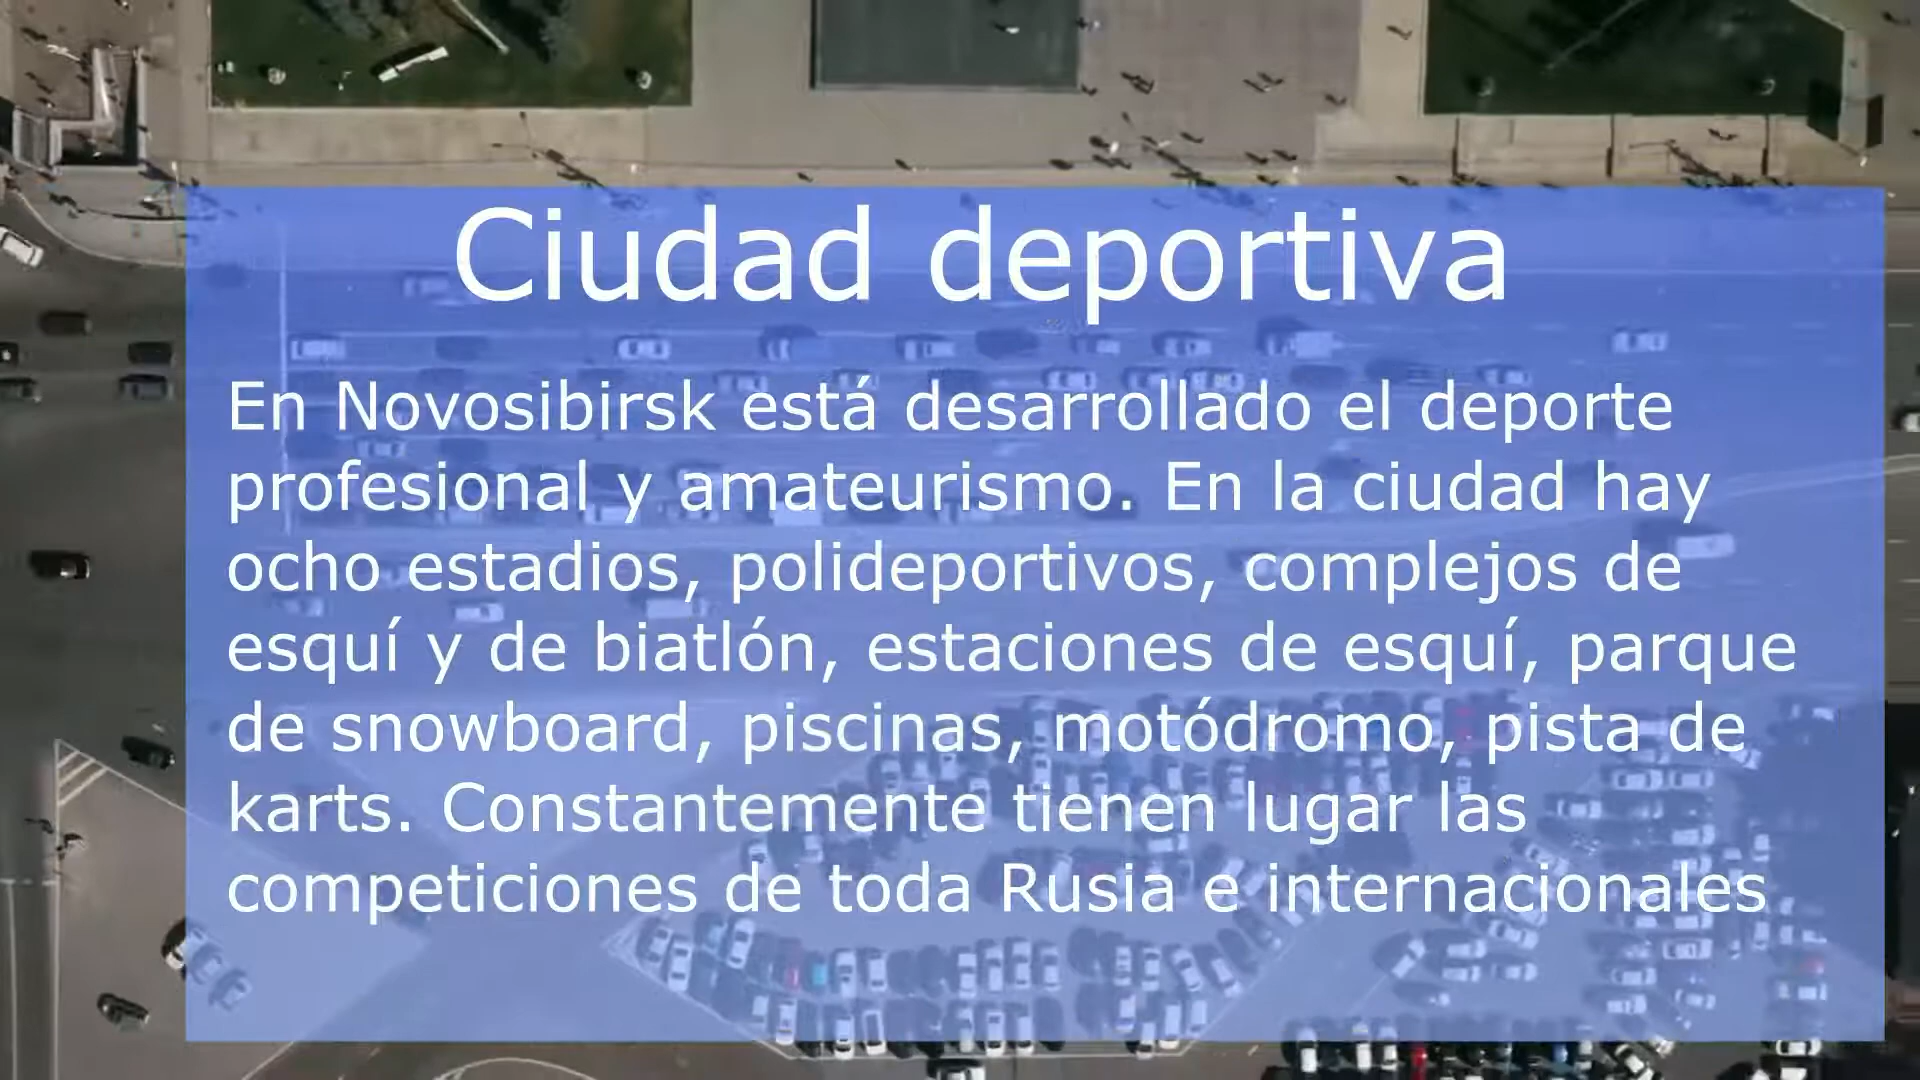 Ciudad deportiva
En Novosibirsk está desarrollado el deporte
profesional y amateurismo. En la ciudad hay
ocho estadios, polideportivos, complejos de
esquí y de biatlón, estaciones de esquí, parque
de snowboard, piscinas, motódromo, pista de
karts. Constantemente tienen lugar las
competiciones de toda Rusia e internacionales